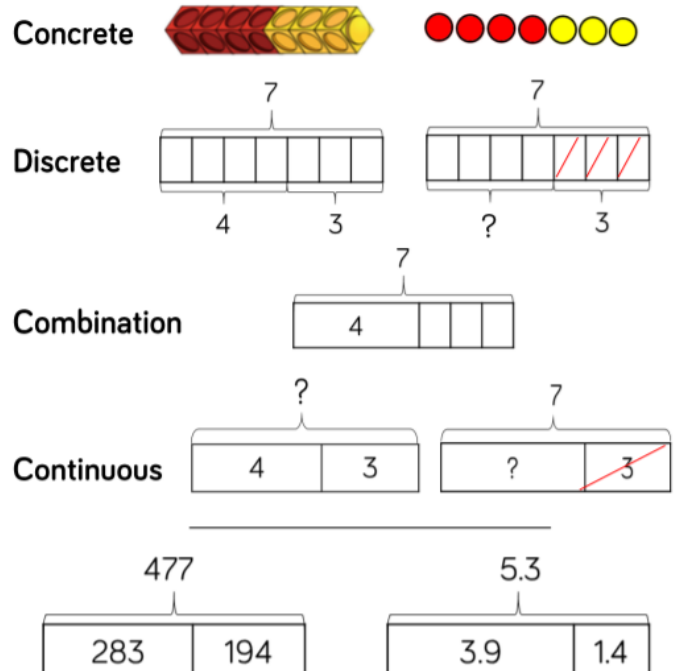 Concrete
7 7
Discrete
4 3 ? 3
7
Combination
4
? 7
Continuous
4 3 ? 3
477 5.3
283 194 3.9 1.4